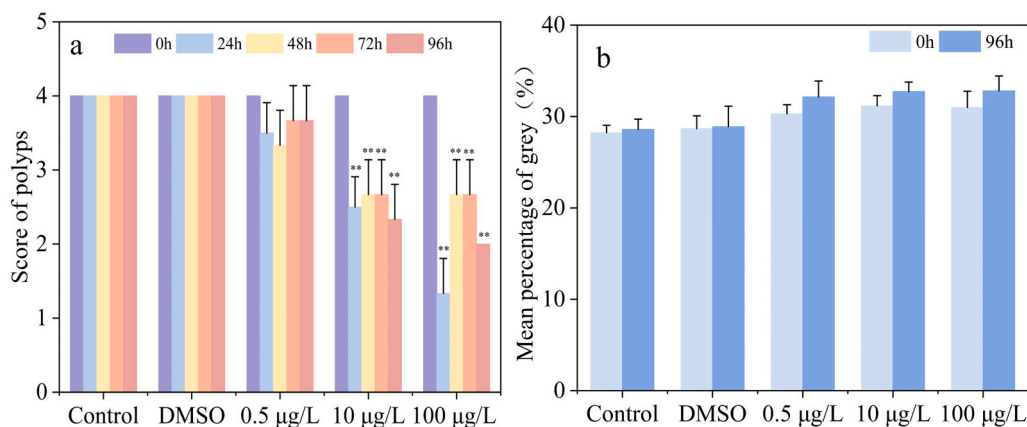 a
0h 24h 48h 72h 96h
Score of polyps
5
4
3
2
1
0
** ** ** **
** ** ** **
Control DMSO 0.5 μg/L 10 μg/L 100 μg/L
b
0h 96h
Mean percentage of grey (%)
40
30
20
10
0
Control DMSO 0.5 μg/L 10 μg/L 100 μg/L